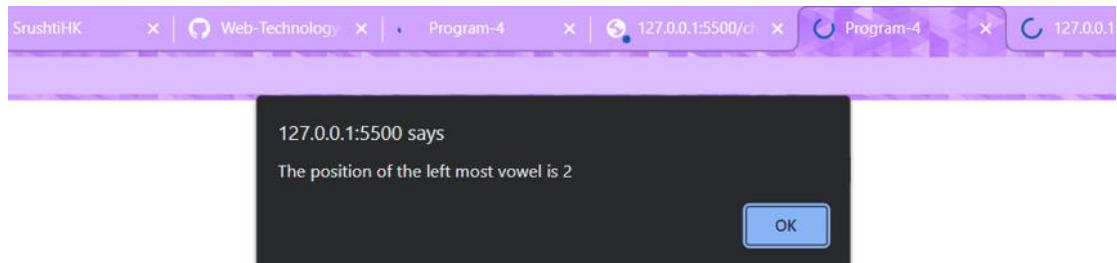 SrushtiHK Web-Technology Program-4 127.0.0.1:5500/ch Program-4 127.0.0.1
127.0.0.1:5500 says
The position of the left most vowel is 2
OK